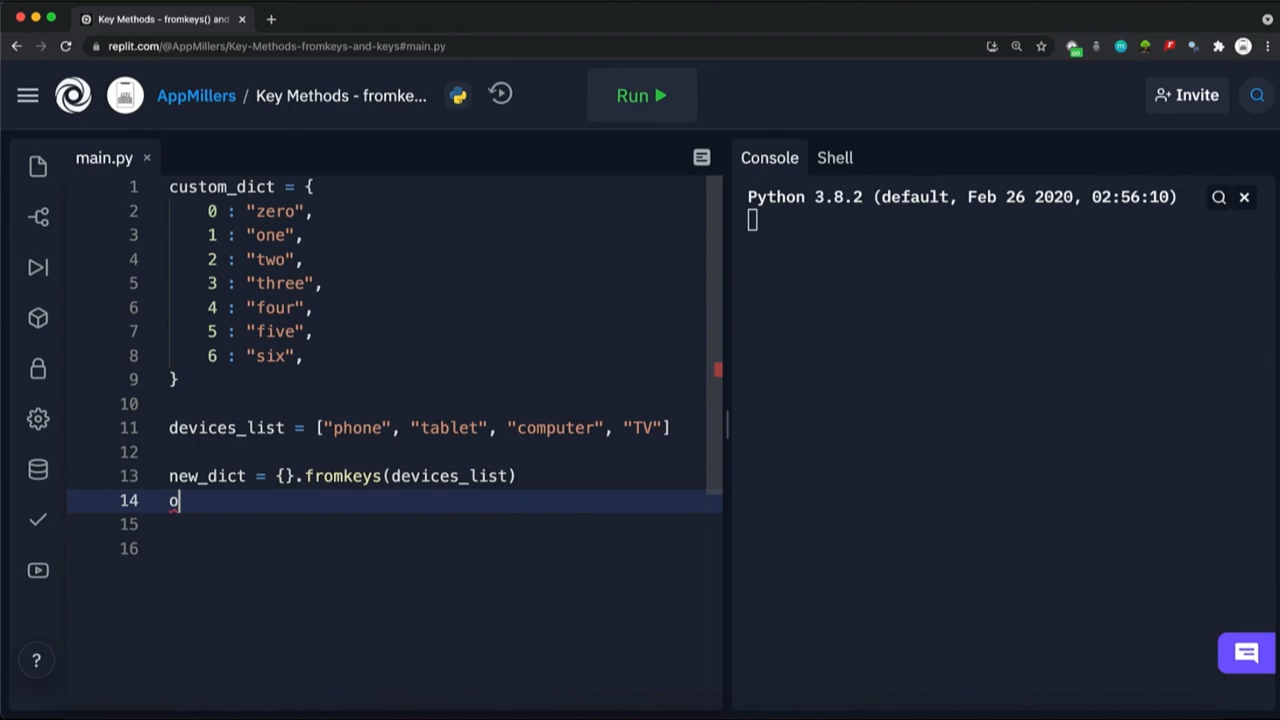 Key Methods - fromkeys() and
replit.com/@AppMillers/Key-Methods-fromkeys-and-keys#main.py
on
AppMillers / Key Methods - fromke...
Run
Invite
main.py
Console
Shell
1 custom_dict = {
2 0 : "zero",
3 1 : "one",
4 2 : "two",
5 3 : "three",
6 4 : "four",
7 5 : "five",
8 6 : "six",
9 }
10
11 devices_list = ["phone", "tablet", "computer", "TV"]
12
13 new_dict = {}.fromkeys(devices_list)
14 o
15
16
Python 3.8.2 (default, Feb 26 2020, 02:56:10)
?